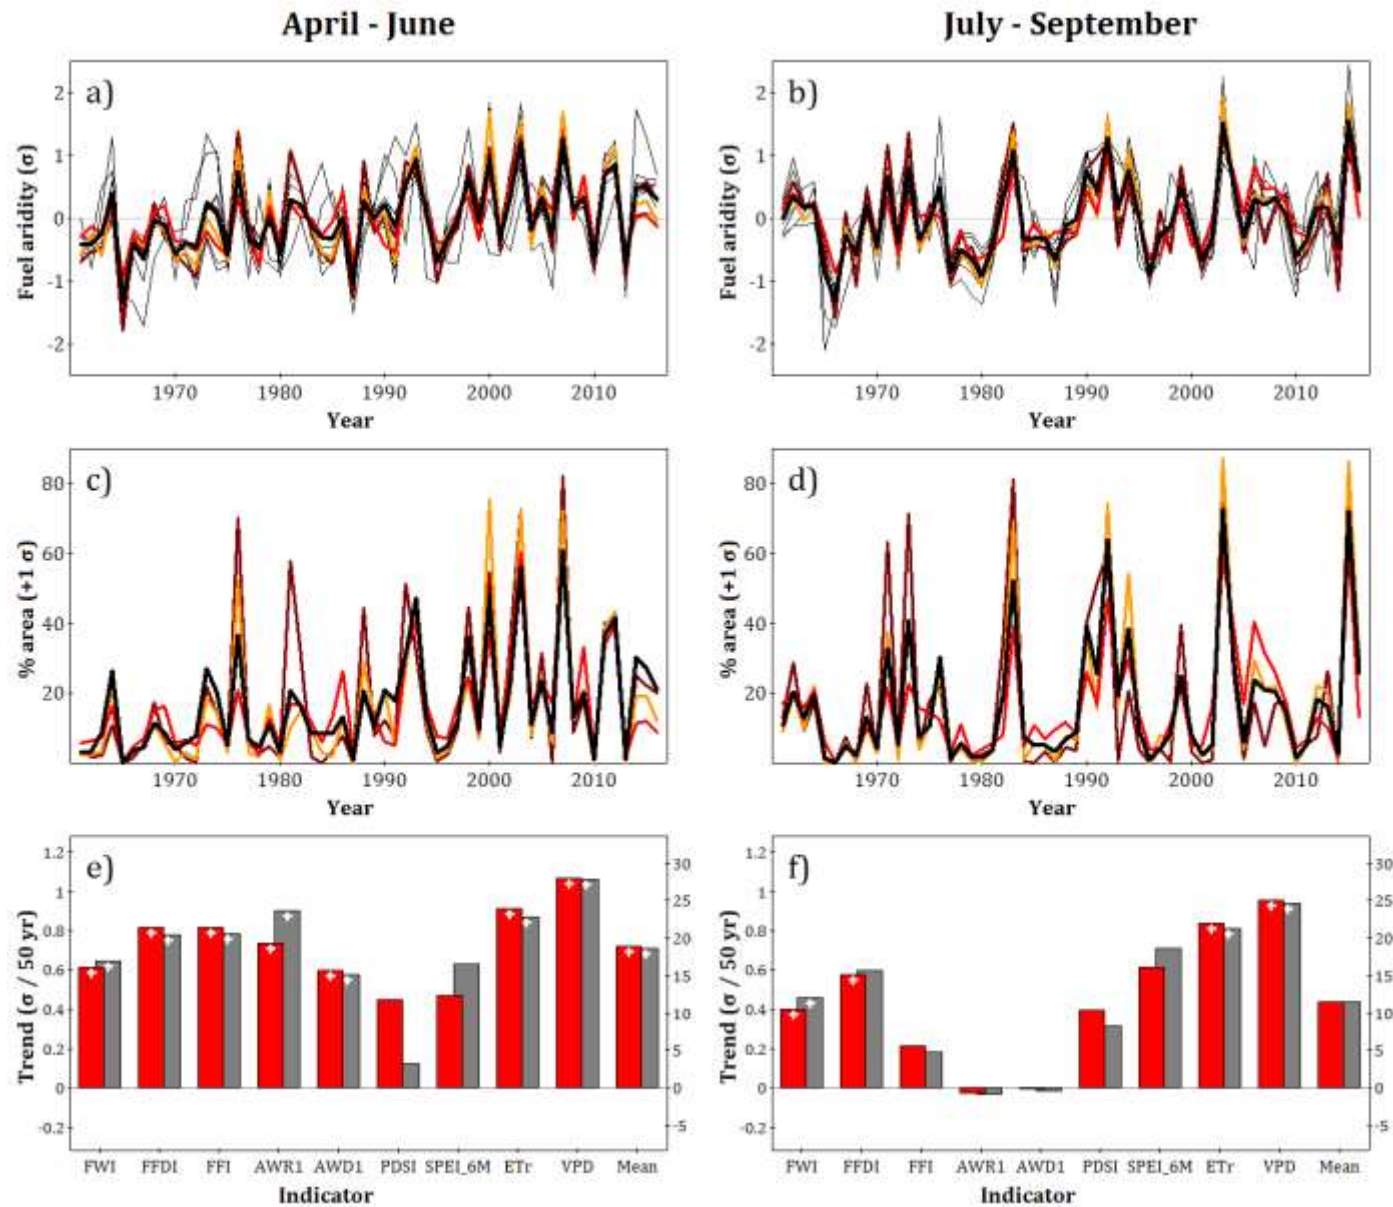 April - June
July - September
a)
b)
Fuel aridity (σ)
2
1
0
-1
-2
1970 1980 1990 2000 2010
Year
Fuel aridity (σ)
2
1
0
-1
-2
1970 1980 1990 2000 2010
Year
c)
% area (+1 σ)
80
60
40
20
1970 1980 1990 2000 2010
Year
d)
% area (+1 σ)
80
60
40
20
1970 1980 1990 2000 2010
Year
e)
Trend (σ / 50 yr)
1.2
1
0.8
0.6
0.4
0.2
0
-0.2
30
25
20
15
10
5
0
-5
FWI FFDI FFI AWR1 AWD1 PDSI SPEI_6M ETr VPD Mean
Indicator
f)
Trend (σ / 50 yr)
1.2
1
0.8
0.6
0.4
0.2
0
-0.2
30
25
20
15
10
5
0
-5
FWI FFDI FFI AWR1 AWD1 PDSI SPEI_6M ETr VPD Mean
Indicator